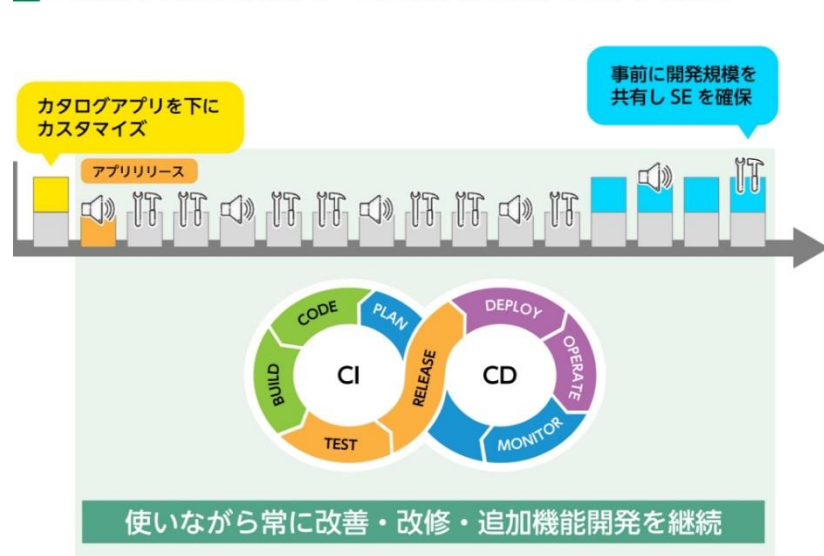 カタログアプリを下に
カスタマイズ
事前に開発規模を
共有し SE を確保
アプリリリース
CODE
PLAN
BUILD
CI
TEST
RELEASE
DEPLOY
OPERATE
CD
MONITOR
使いながら常に改善・改修・追加機能開発を継続